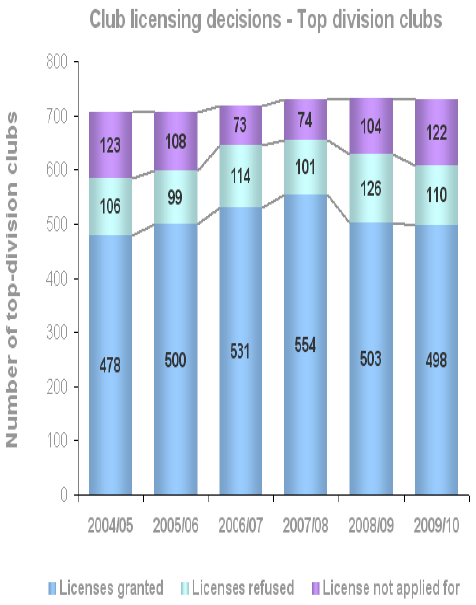 Club licensing decisions - Top division clubs
Number of top-division clubs
800
700
600
500
400
300
200
100
0
123 108 73 74 104 122
106 99 114 101 126 110
478 500 531 554 503 498
2004/05 2005/06 2006/07 2007/08 2008/09 2009/10
Licenses granted Licenses refused License not applied for